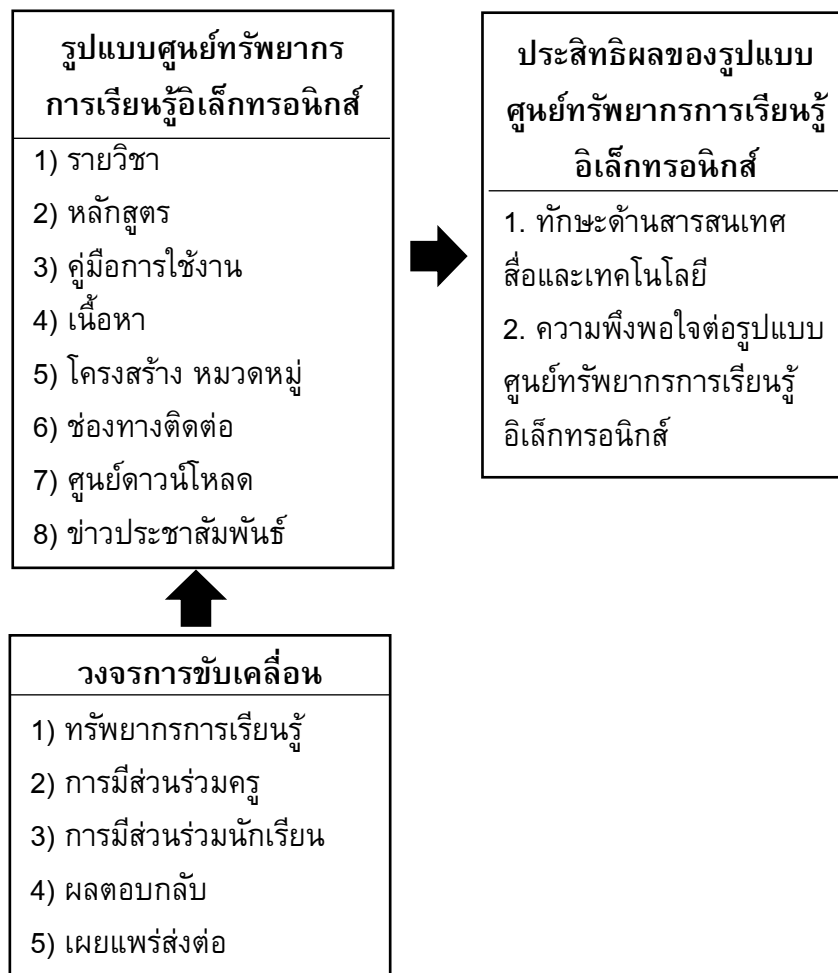 รูปแบบศูนย์ทรัพยากร
การเรียนรู้อิเล็กทรอนิกส์
1) รายวิชา
2) หลักสูตร
3) คู่มือการใช้งาน
4) เนื้อหา
5) โครงสร้าง หมวดหมู่
6) ช่องทางติดต่อ
7) ศูนย์ดาวน์โหลด
8) ข่าวประชาสัมพันธ์
ประสิทธิผลของรูปแบบ
ศูนย์ทรัพยากรการเรียนรู้
อิเล็กทรอนิกส์
1. ทักษะด้านสารสนเทศ
สื่อและเทคโนโลยี
2. ความพึงพอใจต่อรูปแบบ
ศูนย์ทรัพยากรการเรียนรู้
อิเล็กทรอนิกส์
วงจรการขับเคลื่อน
1) ทรัพยากรการเรียนรู้
2) การมีส่วนร่วมครู
3) การมีส่วนร่วมนักเรียน
4) ผลตอบกลับ
5) เผยแพร่ส่งต่อ